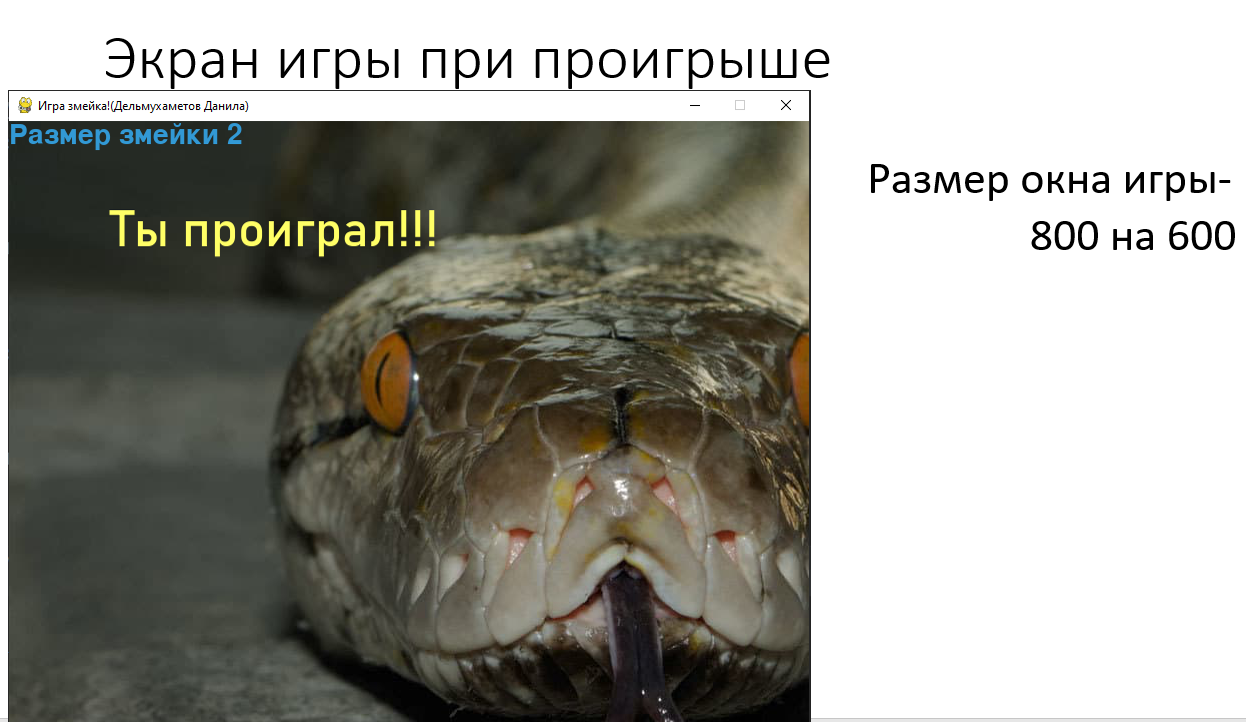 Экран игры при проигрыше
Игра змейка!(Дельмухаметов Данила)
Размер змейки 2
Ты проиграл!!!
Размер окна игры-
800 на 600